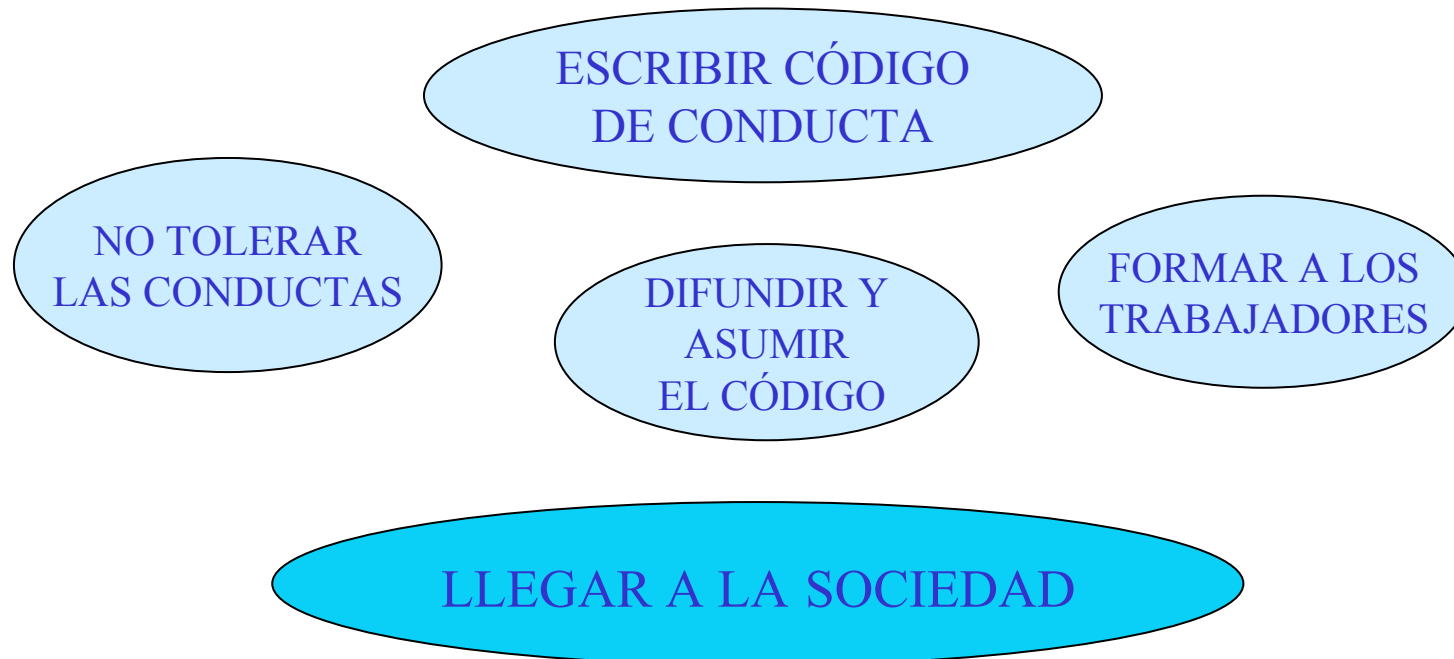 ESCRIBIR CÓDIGO
DE CONDUCTA
NO TOLERAR
LAS CONDUCTAS
DIFUNDIR Y
ASUMIR
EL CÓDIGO
FORMAR A LOS
TRABAJADORES
LLEGAR A LA SOCIEDAD